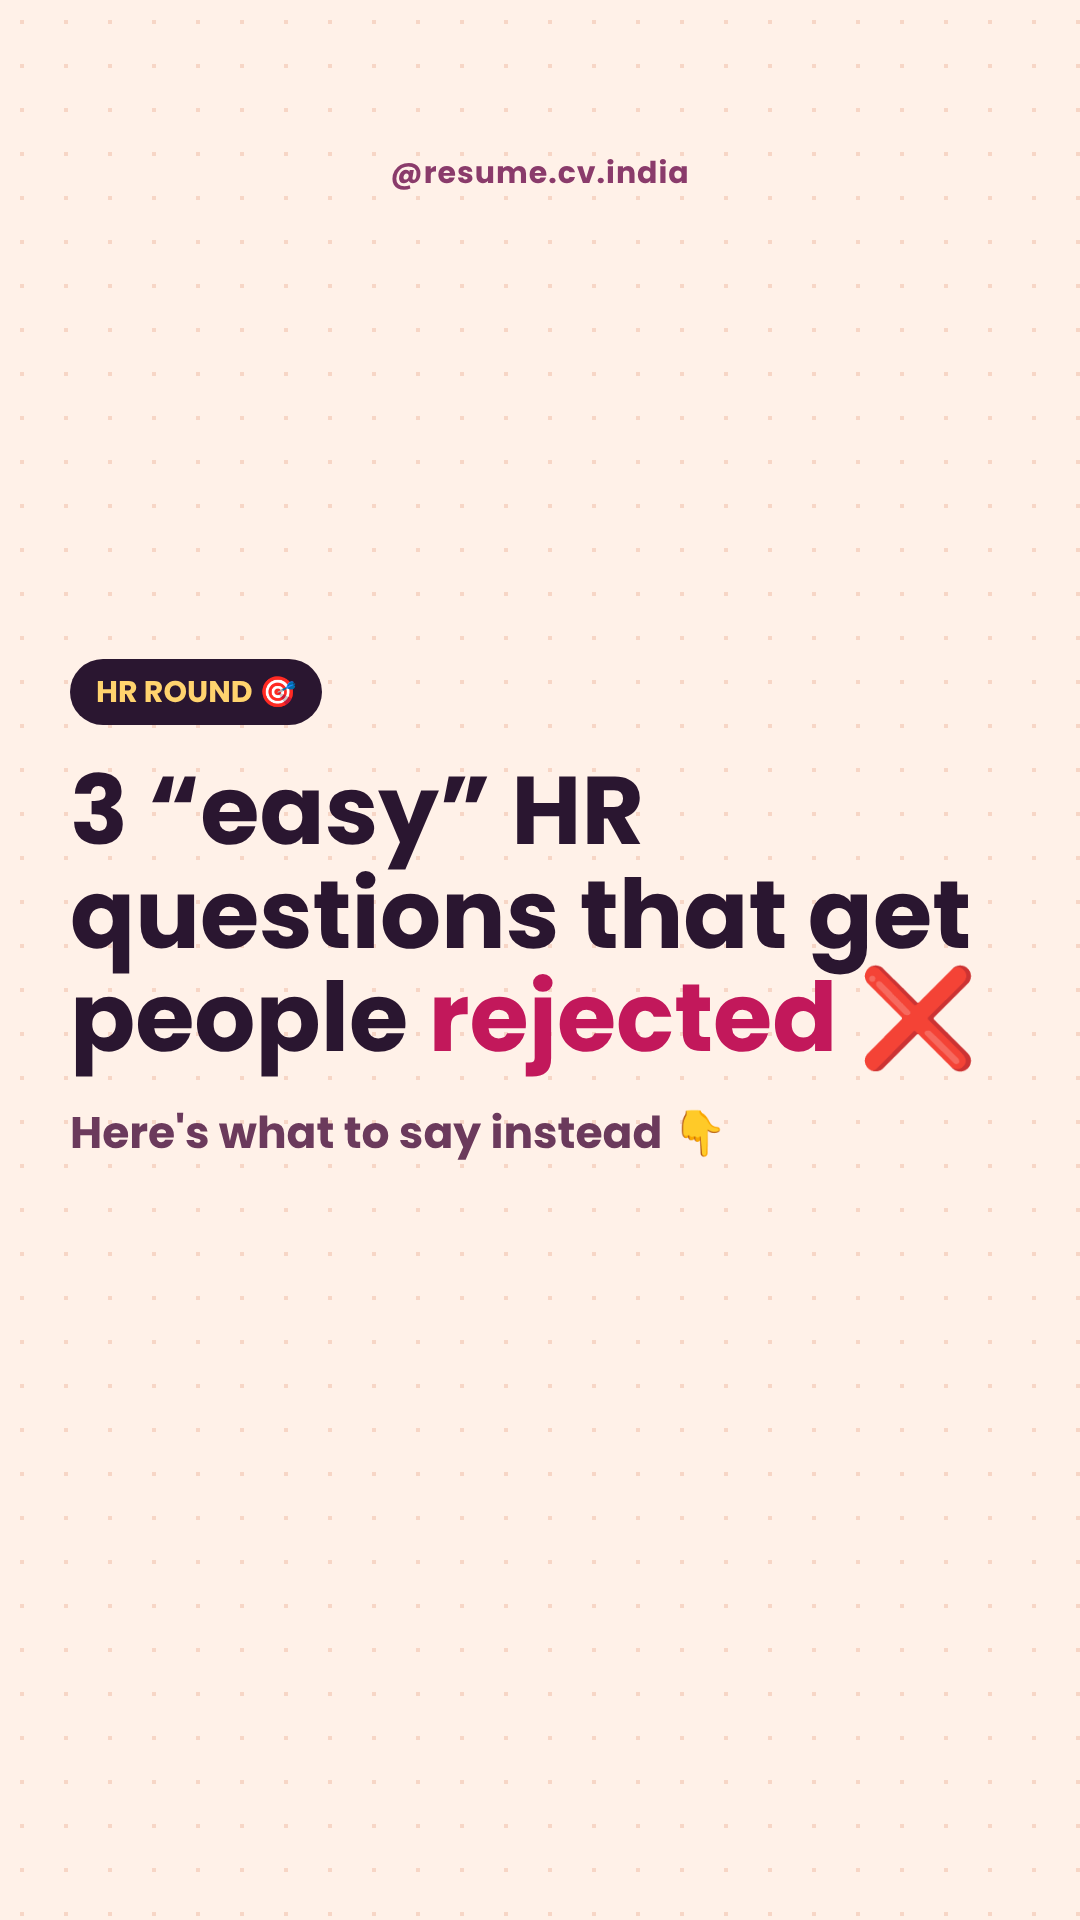 @resume.cv.india
HR ROUND 🎯
3 “easy” HR
questions that get
people rejected ❌
Here's what to say instead 👇